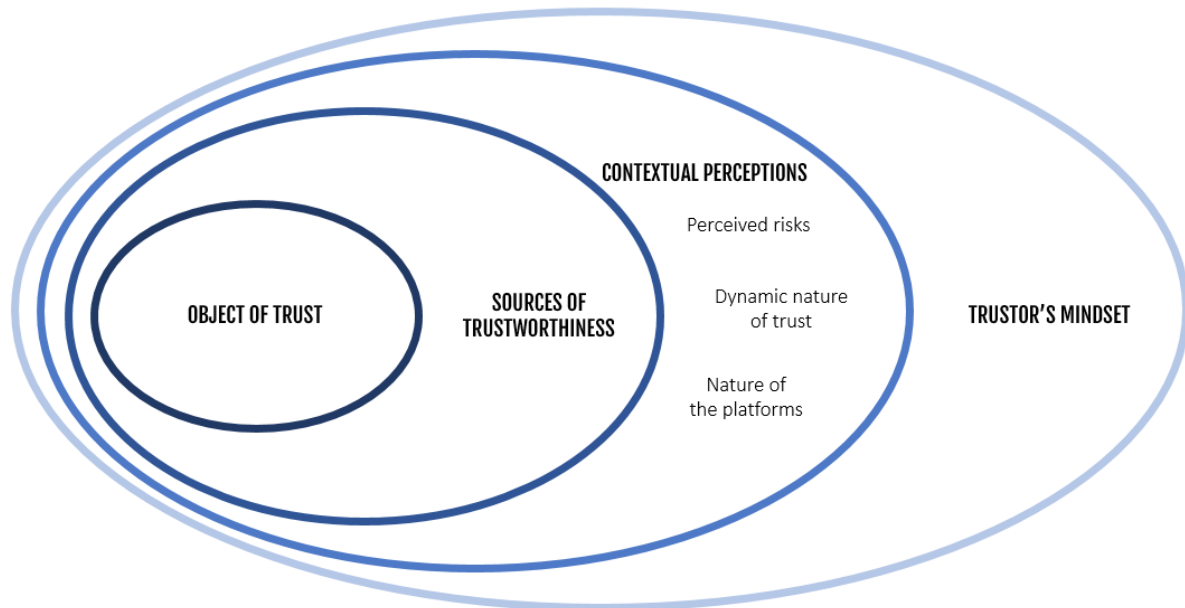 OBJECT OF TRUST
SOURCES OF
TRUSTWORTHINESS
CONTEXTUAL PERCEPTIONS
Perceived risks
Dynamic nature
of trust
Nature of
the platforms
TRUSTOR’S MINDSET